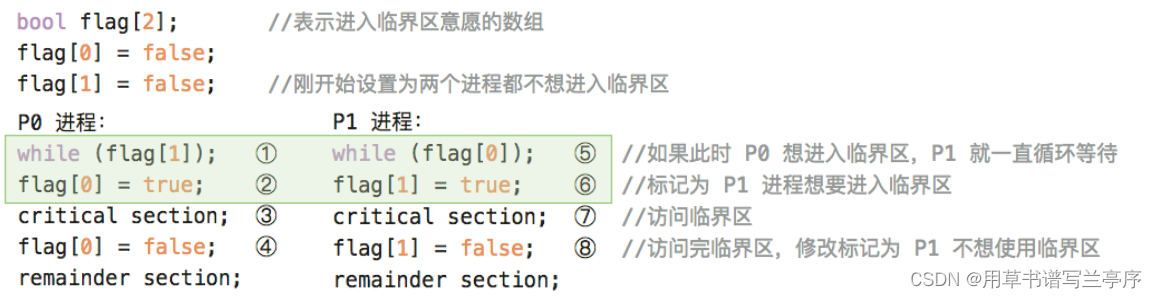 bool flag[2]; //表示进入临界区意愿的数组
flag[0] = false;
flag[1] = false; //刚开始设置为两个进程都不想进入临界区
P0 进程: P1 进程:
while (flag[1]); ① while (flag[0]); ⑤ //如果此时 P0 想进入临界区，P1 就一直循环等待
flag[0] = true; ② flag[1] = true; ⑥ //标记为 P1 进程想要进入临界区
critical section; ③ critical section; ⑦ //访问临界区
flag[0] = false; ④ flag[1] = false; ⑧ //访问完临界区，修改标记为 P1 不想使用临界区
remainder section; remainder section;
CSDN @用草书谱写兰亭序